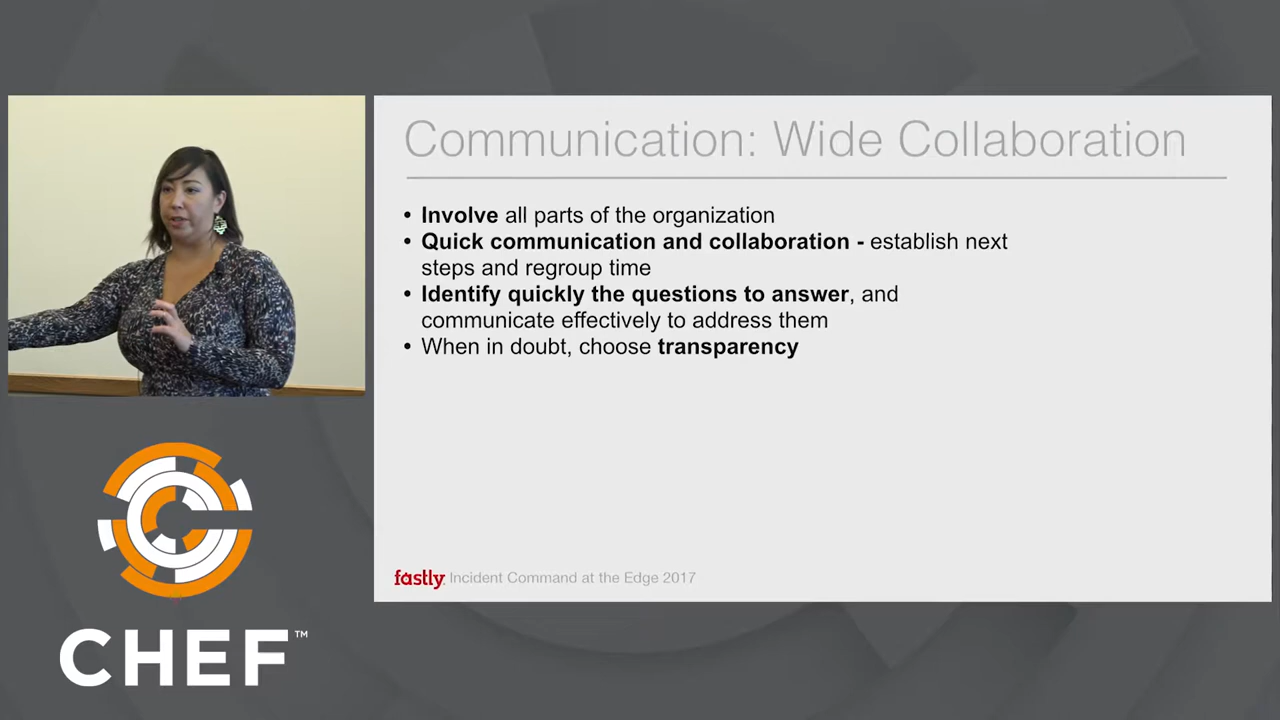 Communication: Wide Collaboration
• Involve all parts of the organization
• Quick communication and collaboration - establish next
steps and regroup time
• Identify quickly the questions to answer, and
communicate effectively to address them
• When in doubt, choose transparency
fastly. Incident Command at the Edge 2017
CHEF™